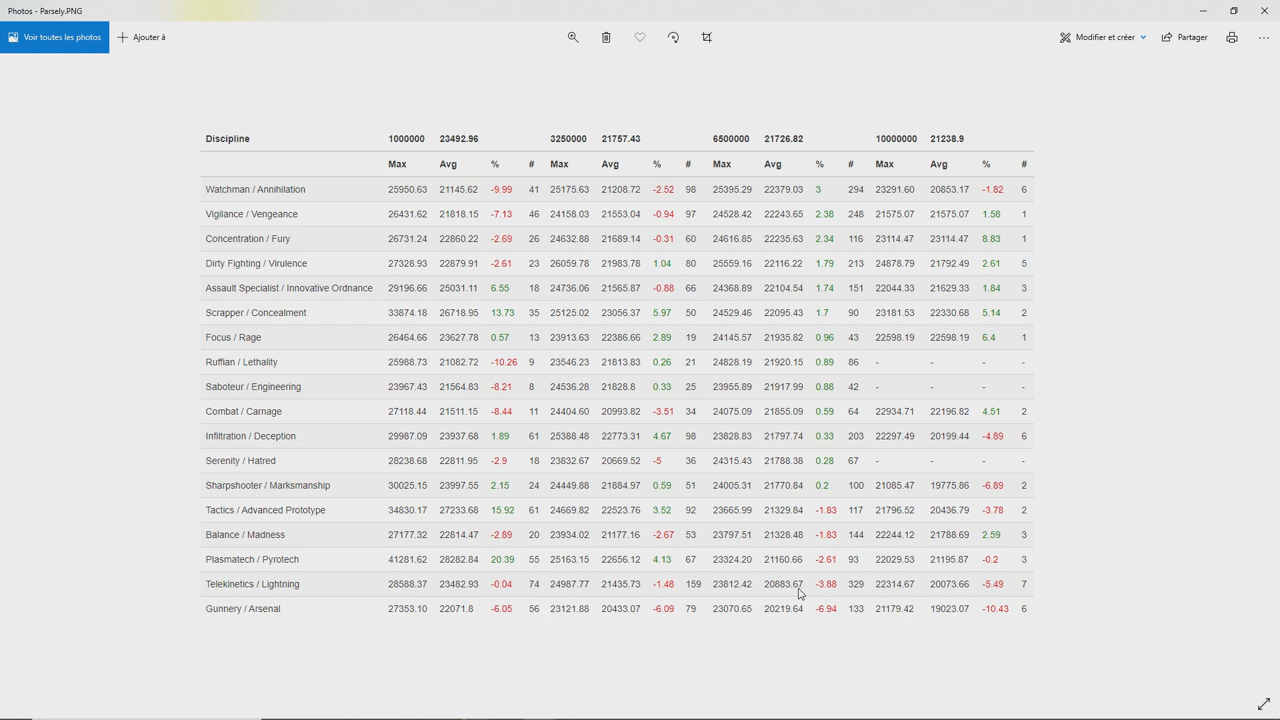 Photos - Parsely.PNG
Voir toutes les photos Ajouter à Modifier et créer Partager
Discipline 1000000 23492.96 3250000 21757.43 6500000 21726.82 10000000 21238.9
Max Avg % # Max Avg % # Max Avg % # Max Avg % #
Watchman / Annihilation 25950.63 21145.62 -9.99 41 25175.63 21208.72 -2.52 98 25395.29 22379.03 3 294 23291.60 20853.17 -1.82 6
Vigilance / Vengeance 26431.62 21818.15 -7.13 46 24158.03 21553.04 -0.94 97 24528.42 22243.65 2.38 248 21575.07 21575.07 1.58 1
Concentration / Fury 26731.24 22860.22 -2.69 26 24632.88 21689.14 -0.31 60 24616.85 22235.63 2.34 116 23114.47 23114.47 8.83 1
Dirty Fighting / Virulence 27328.93 22879.91 -2.61 23 26059.78 21983.78 1.04 80 25559.16 22116.22 1.79 213 24878.79 21792.49 2.61 5
Assault Specialist / Innovative Ordnance 29196.66 25031.11 6.55 18 24736.06 21565.87 -0.88 66 24368.89 22104.54 1.74 151 22044.33 21629.33 1.84 3
Scrapper / Concealment 33874.18 26718.95 13.73 35 25125.02 23056.37 5.97 50 24529.46 22095.43 1.7 90 23181.53 22330.68 5.14 2
Focus / Rage 26464.66 23627.78 0.57 13 23913.69 22386.66 2.89 19 24145.57 21935.82 0.96 43 22598.19 22598.19 6.4 1
Ruffian / Lethality 25988.73 21082.72 -10.26 9 23546.23 21813.83 0.26 21 24828.19 21920.15 0.89 86 - - - -
Saboteur / Engineering 23967.43 21564.83 -8.21 8 24536.28 21828.8 0.33 25 23955.89 21917.99 0.88 42 - - - -
Combat / Carnage 27118.44 21511.15 -8.44 11 24404.60 20993.82 -3.51 34 24075.09 21855.09 0.59 64 22934.71 22196.82 4.51 2
Infiltration / Deception 29987.09 23937.68 1.89 61 25388.48 22773.31 4.67 98 23828.83 21797.74 0.33 203 22297.49 20199.44 -4.89 6
Serenity / Hatred 28238.68 22811.95 -2.9 18 23832.67 20669.52 -5 36 24315.43 21788.38 0.28 67 - - - -
Sharpshooter / Marksmanship 30025.15 23997.55 2.15 24 24449.88 21884.97 0.59 51 24005.31 21770.84 0.2 100 21085.47 19775.86 -6.89 2
Tactics / Advanced Prototype 34830.17 27233.68 15.92 61 24669.82 22523.76 3.52 92 23665.99 21329.84 -1.83 117 21796.52 20436.79 -3.78 2
Balance / Madness 27177.32 22814.47 -2.89 20 23934.02 21177.16 -2.67 53 23797.51 21328.48 -1.83 144 22244.12 21788.69 2.59 3
Plasmatech / Pyrotech 41281.62 28282.84 20.39 55 25163.15 22656.12 4.13 67 23324.20 21160.66 -2.61 93 22029.53 21195.87 -0.2 3
Telekinetics / Lightning 28588.37 23482.93 -0.04 74 24987.77 21435.73 -1.48 159 23812.42 20883.67 -3.88 329 22314.67 20073.66 -5.49 7
Gunnery / Arsenal 27353.10 22071.8 -6.05 56 23121.88 20433.07 -6.09 79 23070.65 20219.64 -6.94 133 21179.42 19023.07 -10.43 6